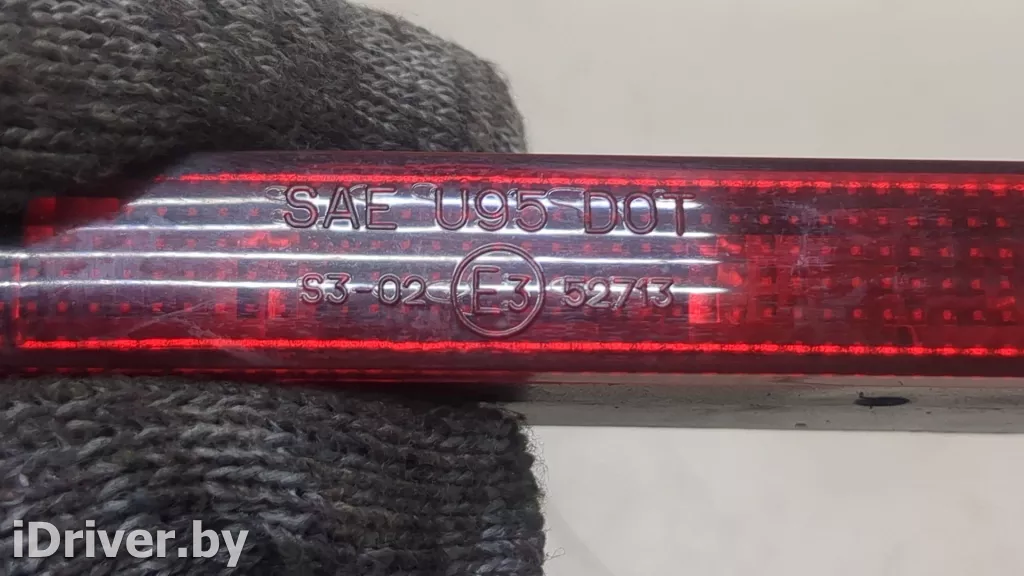 SAE U95 DOT
S3-02 E3 52713
iDriver.by